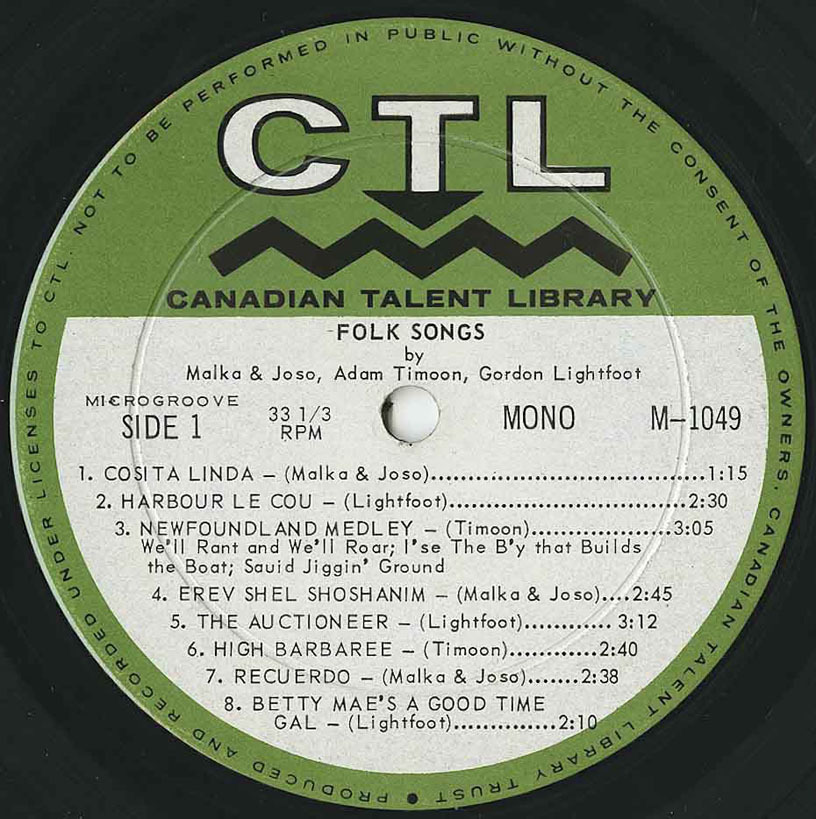 PRODUCED AND RECORDED UNDER LICENSES TO CTL. NOT TO BE PERFORMED IN PUBLIC WITHOUT THE CONSENT OF THE OWNERS, CANADIAN TALENT LIBRARY TRUST ●
CTL
CANADIAN TALENT LIBRARY
FOLK SONGS
by
Malka & Joso, Adam Timoon, Gordon Lightfoot
MICROGROOVE
SIDE 1
33 1/3
RPM
MONO
M-1049
1. COSITA LINDA – (Malka & Joso)....................................1:15
2. HARBOUR LE COU – (Lightfoot)................................2:30
3. NEWFOUNDLAND MEDLEY – (Timoon)...................3:05
We'll Rant and We'll Roar; I'se The B'y that Builds
the Boat; Sauid Jiggin' Ground
4. EREV SHEL SHOSHANIM – (Malka & Joso)....2:45
5. THE AUCTIONEER – (Lightfoot)............ 3:12
6. HIGH BARBAREE – (Timoon)............2:40
7. RECUERDO – (Malka & Joso).......2:38
8. BETTY MAE'S A GOOD TIME
GAL – (Lightfoot)..............2:10